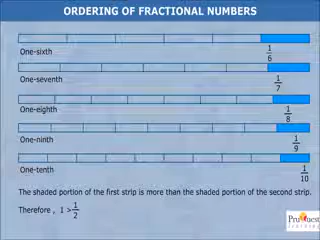 ORDERING OF FRACTIONAL NUMBERS
One-sixth
1/6
One-seventh
1/7
One-eighth
1/8
One-ninth
1/9
One-tenth
1/10
The shaded portion of the first strip is more than the shaded portion of the second strip.
Therefore , 1 > 1/2
ProQuest
Learning